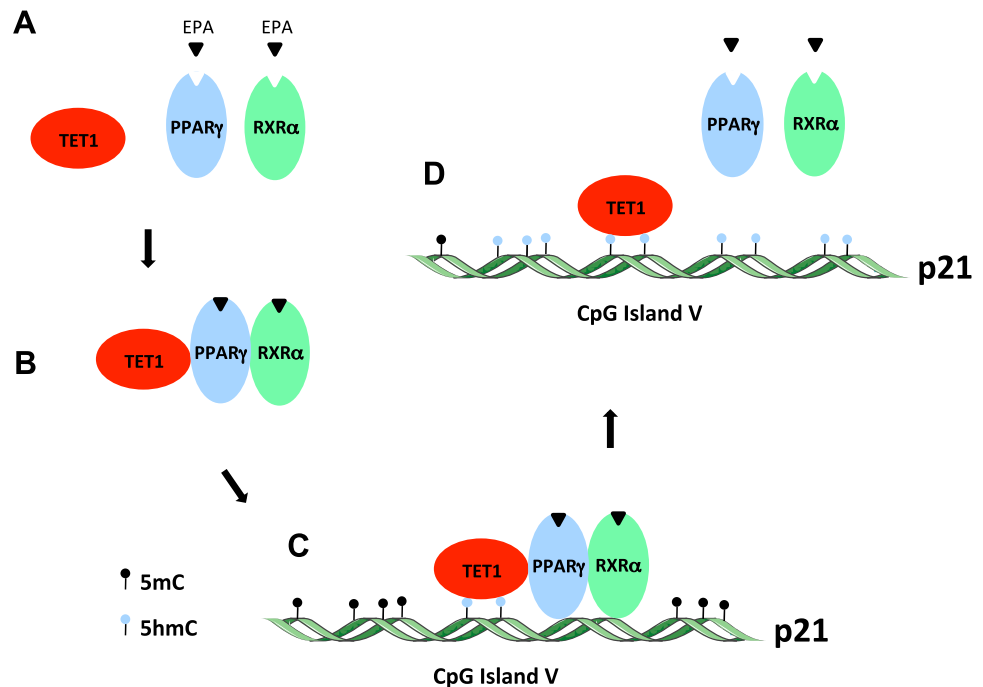 A
EPA EPA
TET1 PPARγ RXRα
B
TET1 PPARγ RXRα
C
TET1 PPARγ RXRα
5mC
5hmC
p21
CpG Island V
D
PPARγ RXRα
TET1
p21
CpG Island V